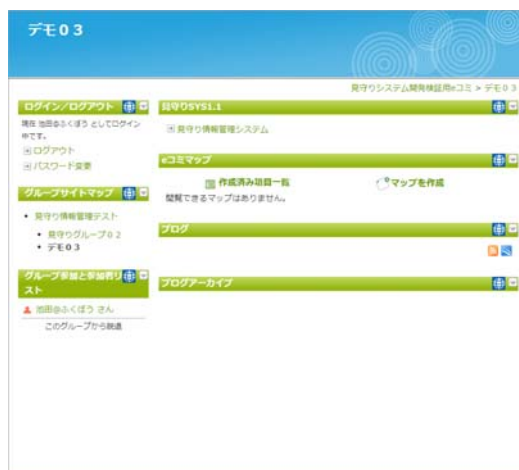 デモ03
見守りシステム開発検証用eコミ > デモ03
ログイン/ログアウト
現在 池田@ふくぼう としてログイン
中です。
ログアウト
パスワード変更
グループサイトマップ
見守り情報管理テスト
見守りグループ02
デモ03
グループ参加と参加者リ
スト
池田@ふくぼう さん
このグループから脱退
見守りSYS1.1
見守り情報管理システム
eコミマップ
作成済み項目一覧
マップを作成
閲覧できるマップはありません。
ブログ
ブログアーカイブ